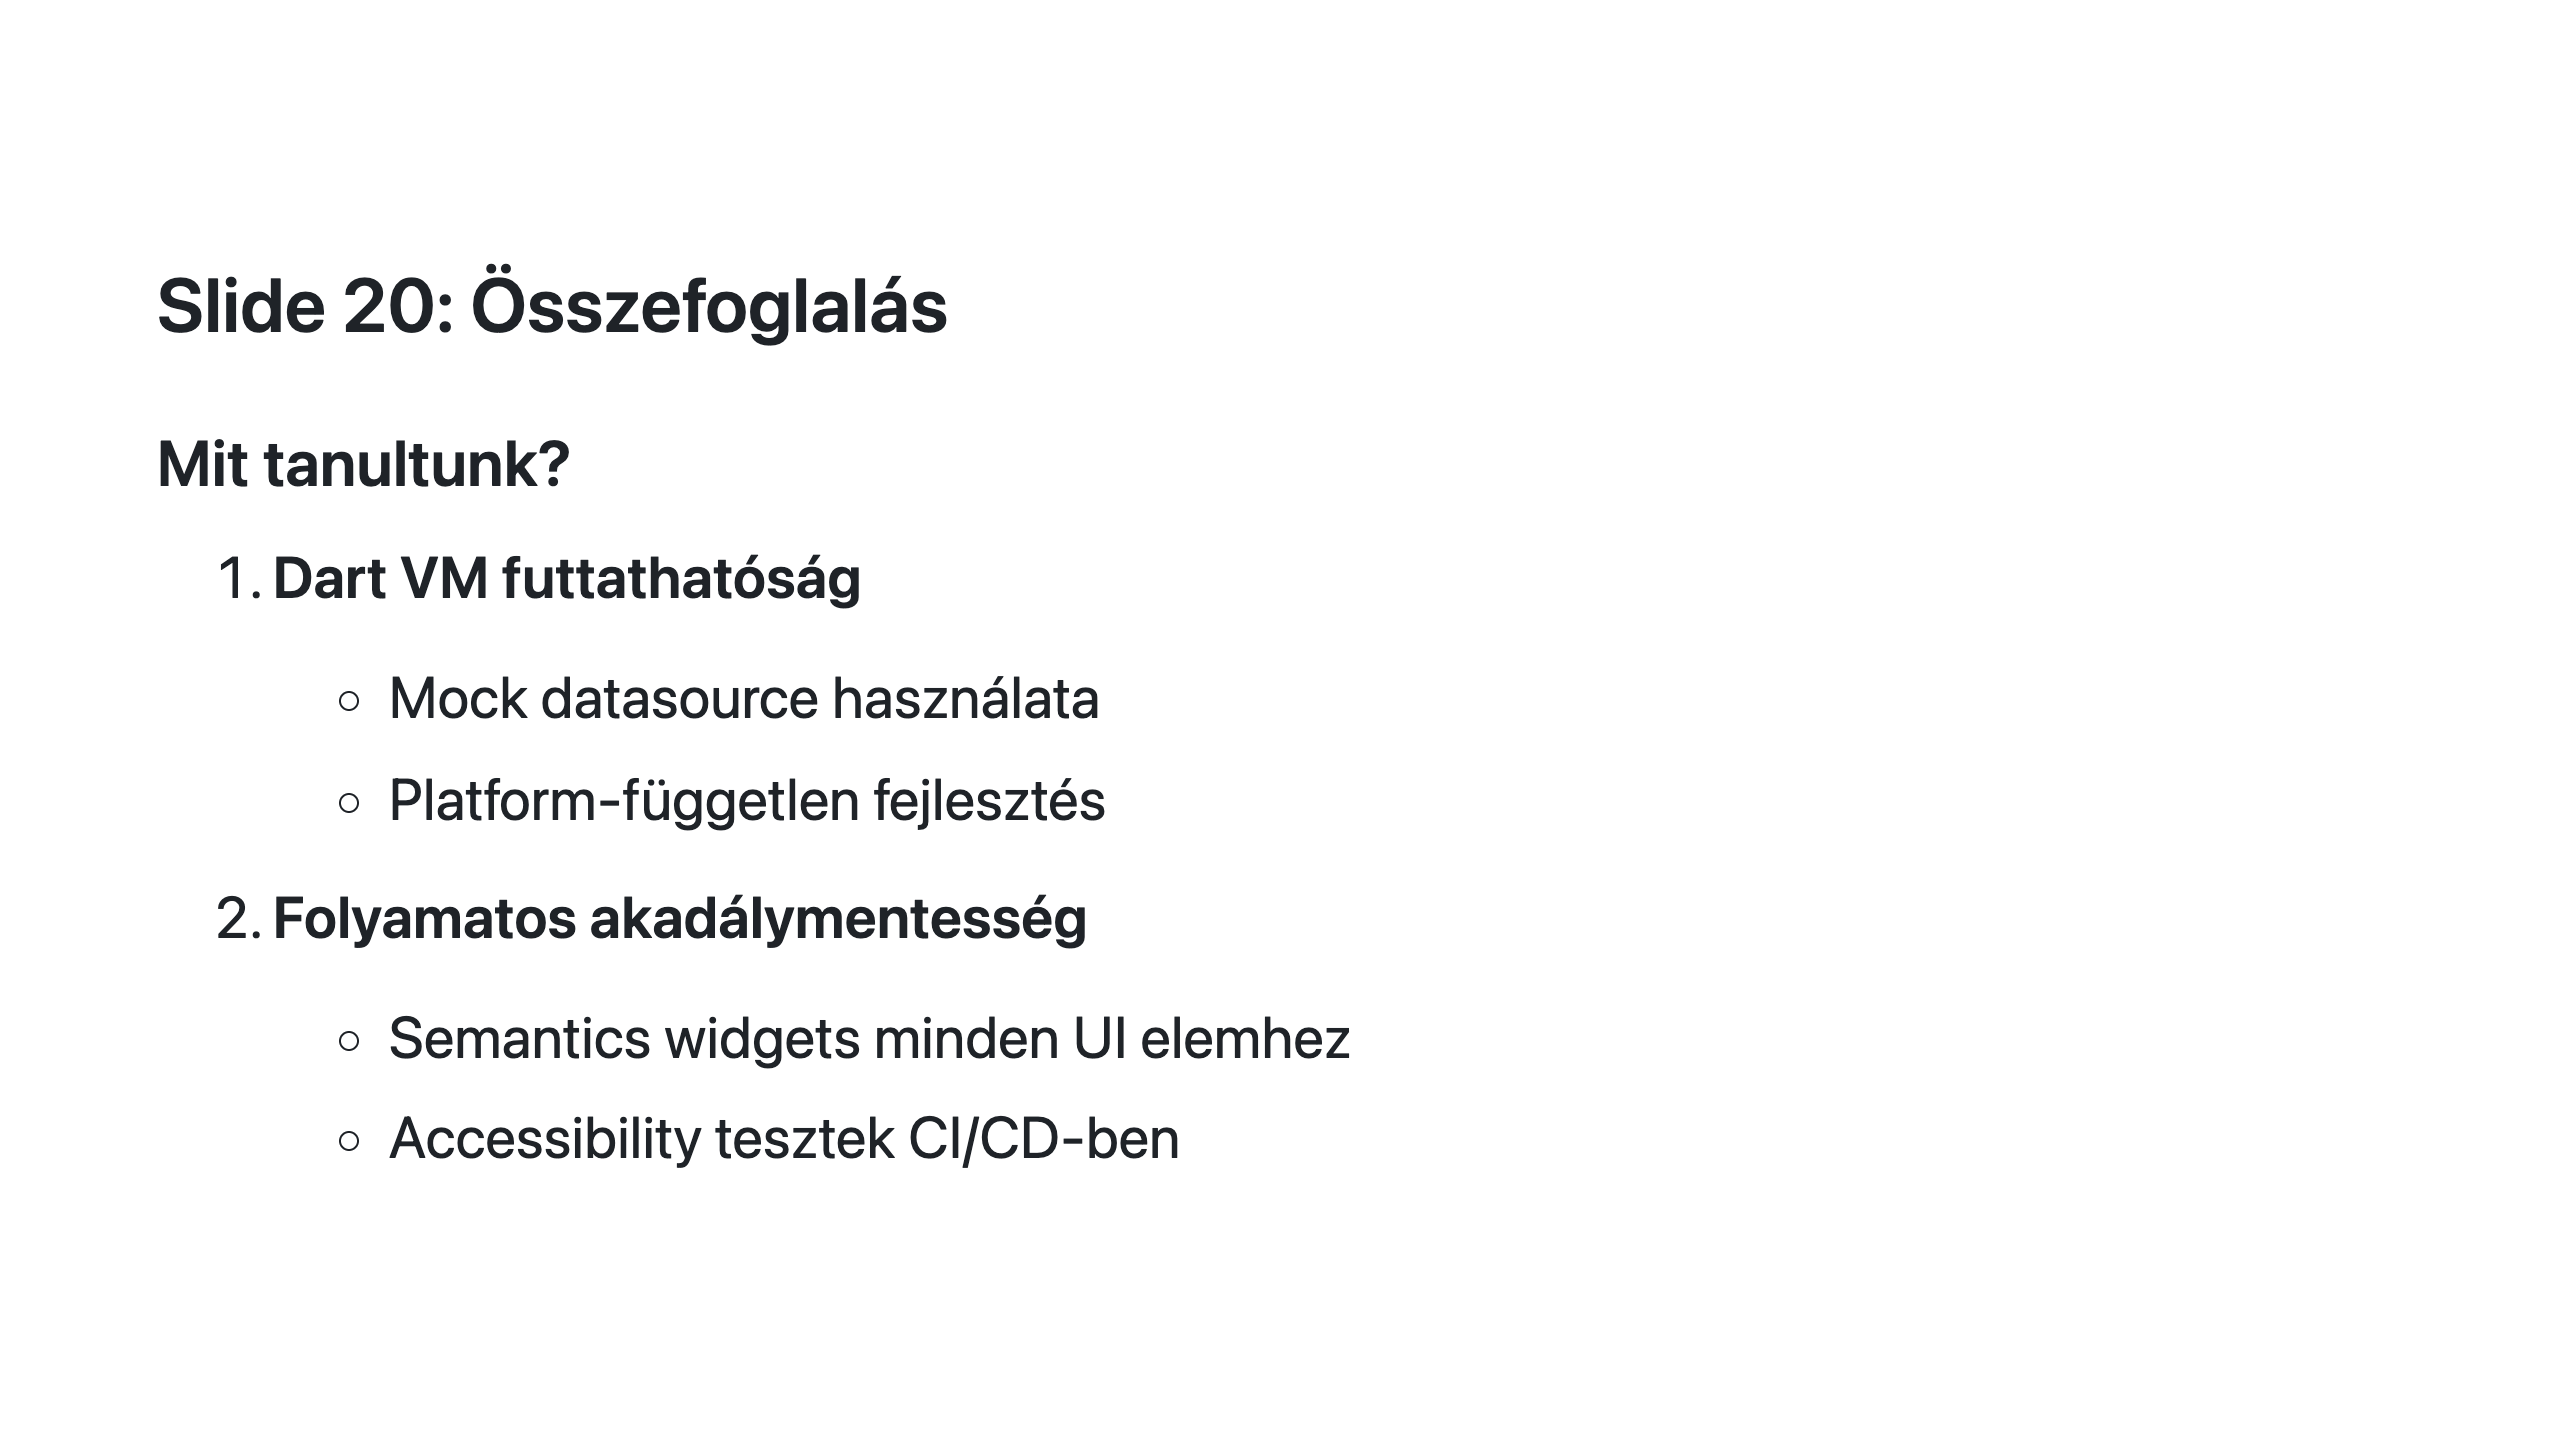 Slide 20: Összefoglalás
Mit tanultunk?
1. Dart VM futtathatóság
Mock datasource használata
Platform-független fejlesztés
2. Folyamatos akadálymentesség
Semantics widgets minden UI elemhez
Accessibility tesztek CI/CD-ben